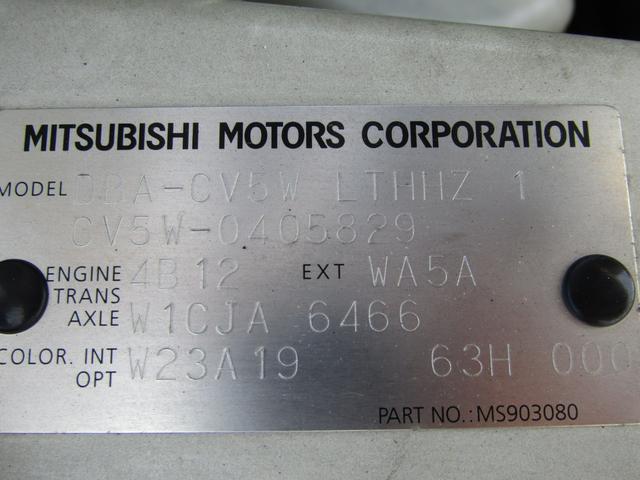 MITSUBISHI MOTORS CORPORATION
MODEL DBA-CV5W LTHHZ 1
CV5W-0405829
ENGINE 4B12 EXT WA5A
TRANS
AXLE W1CJA 6466
COLOR. INT W23A19 63H 000
OPT
PART NO.: MS903080